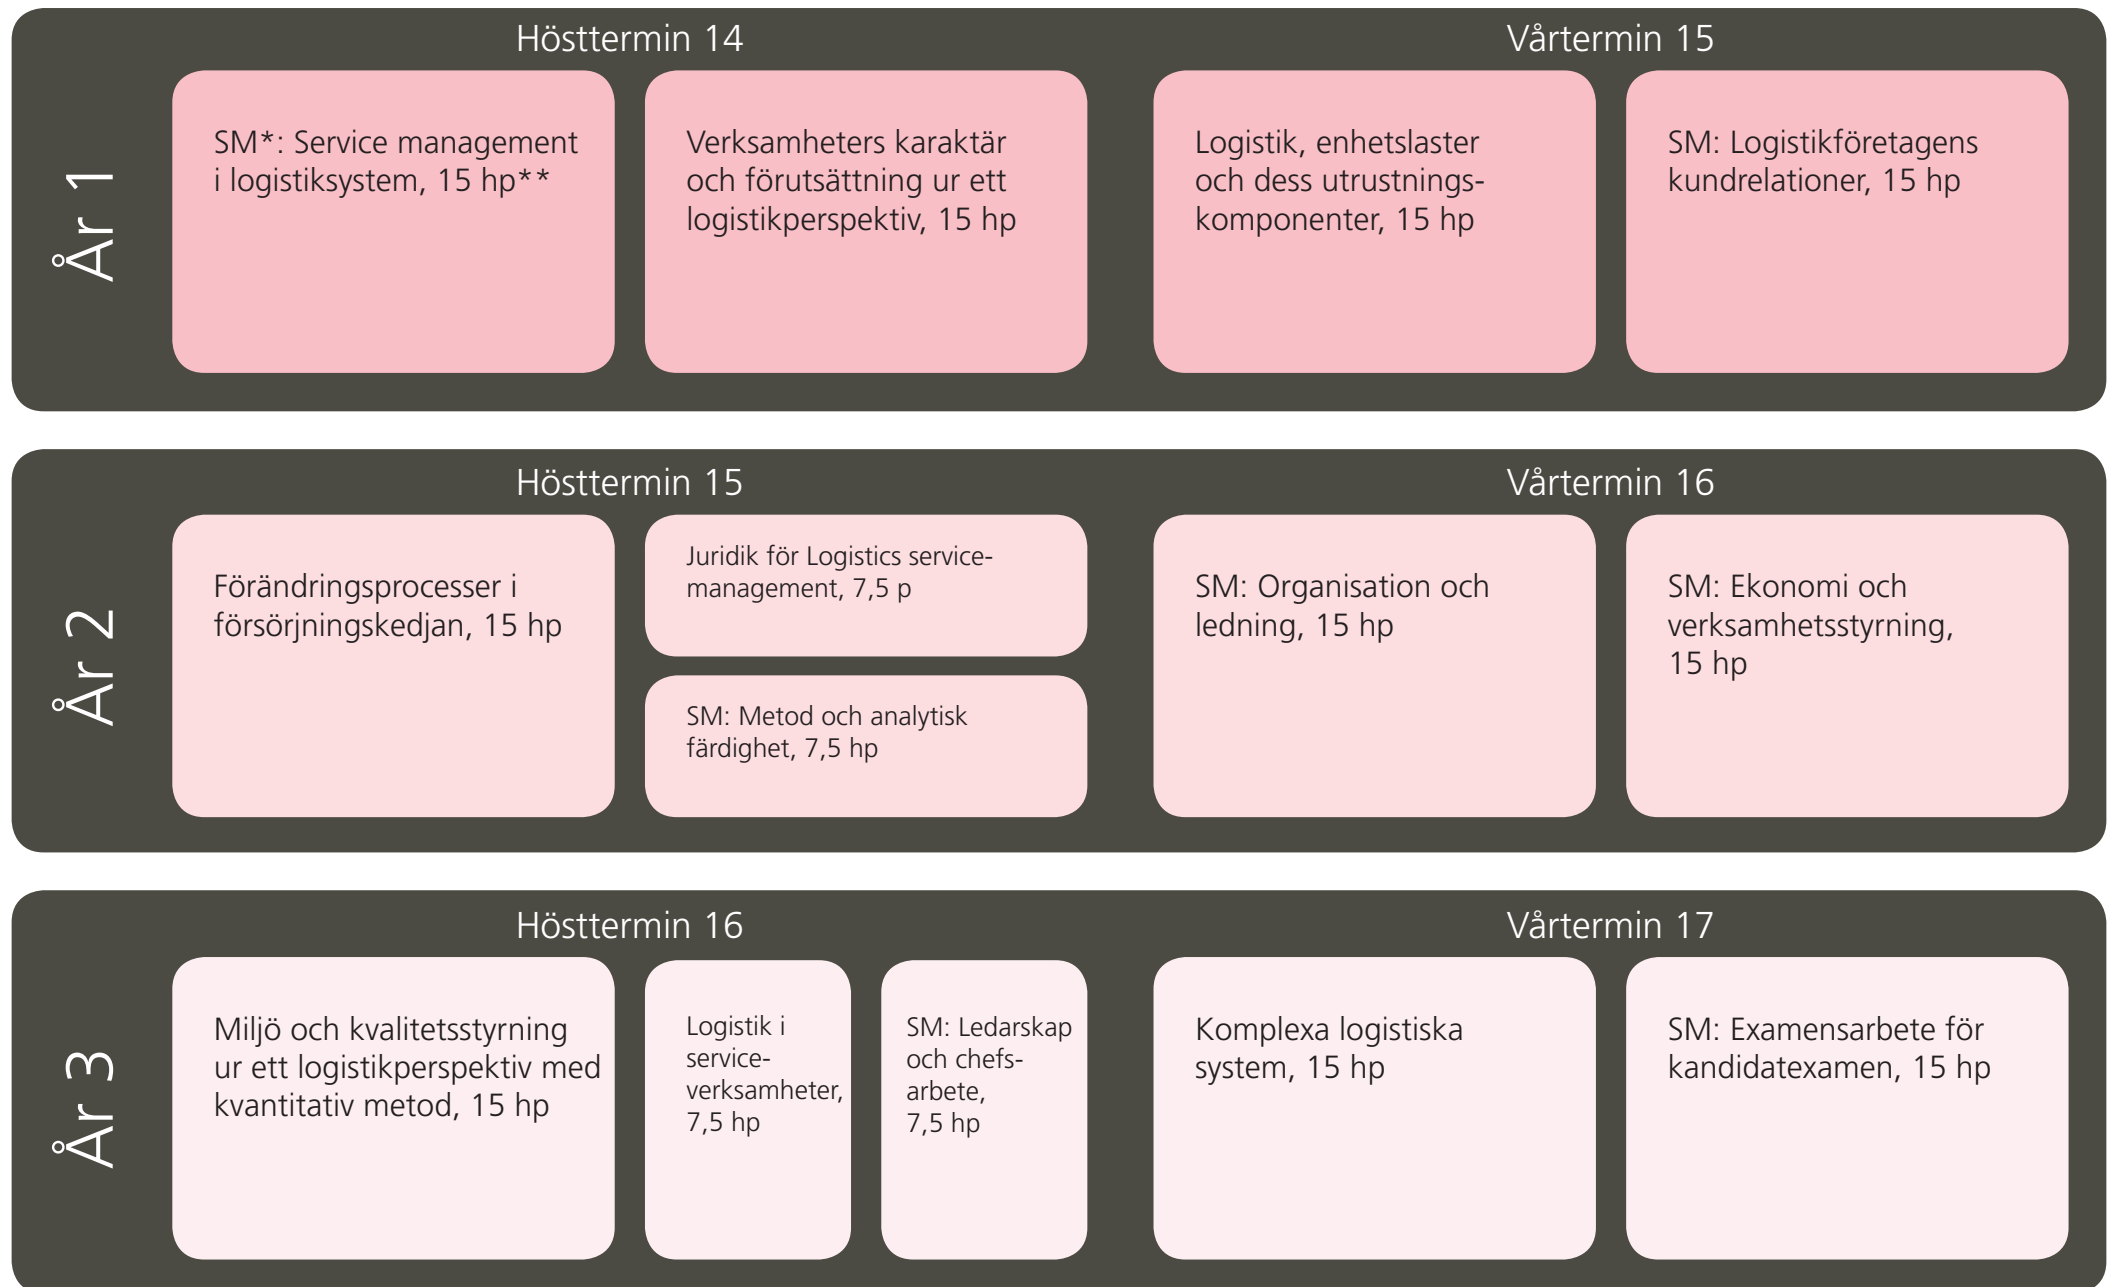 År 1
Hösttermin 14
SM*: Service management
i logistiksystem, 15 hp**
Verksamheters karaktär
och förutsättning ur ett
logistikperspektiv, 15 hp
Vårtermin 15
Logistik, enhetslaster
och dess utrustnings-
komponenter, 15 hp
SM: Logistikföretagens
kundrelationer, 15 hp
År 2
Hösttermin 15
Förändringsprocesser i
försörjningskedjan, 15 hp
Juridik för Logistics service-
management, 7,5 p
SM: Metod och analytisk
färdighet, 7,5 hp
Vårtermin 16
SM: Organisation och
ledning, 15 hp
SM: Ekonomi och
verksamhetsstyrning,
15 hp
År 3
Hösttermin 16
Miljö och kvalitetsstyrning
ur ett logistikperspektiv med
kvantitativ metod, 15 hp
Logistik i
service-
verksamheter,
7,5 hp
SM: Ledarskap
och chefs-
arbete,
7,5 hp
Vårtermin 17
Komplexa logistiska
system, 15 hp
SM: Examensarbete för
kandidatexamen, 15 hp